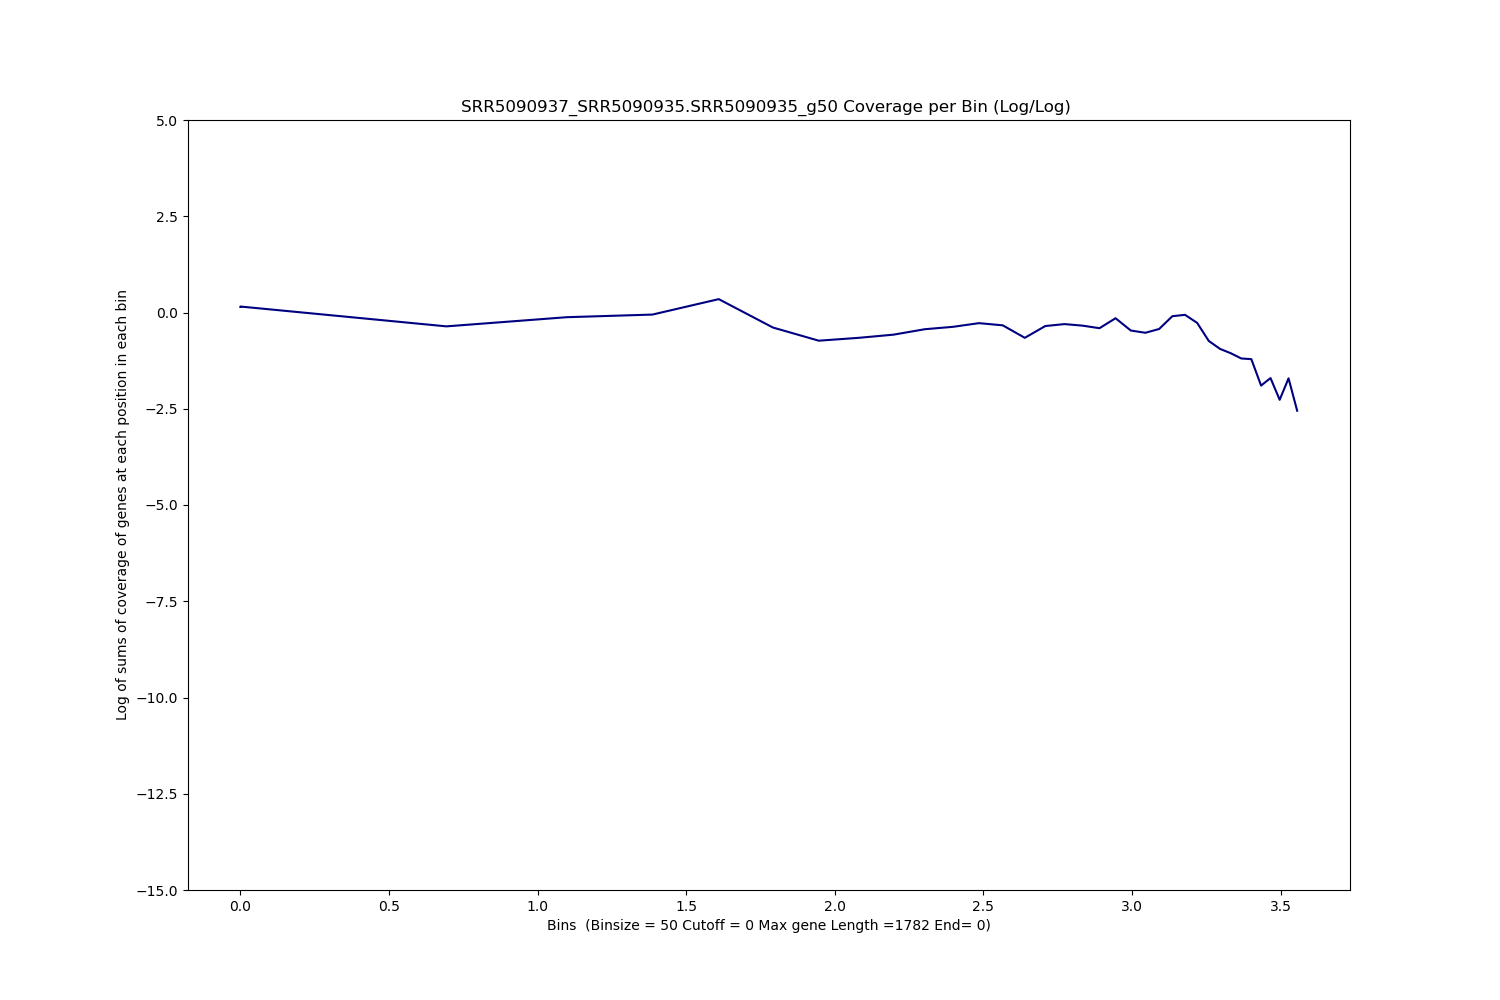 SRR5090937_SRR5090935.SRR5090935_g50 Coverage per Bin (Log/Log)
5.0
2.5
0.0
−2.5
−5.0
−7.5
−10.0
−12.5
−15.0
Log of sums of coverage of genes at each position in each bin
0.0 0.5 1.0 1.5 2.0 2.5 3.0 3.5
Bins  (Binsize = 50 Cutoff = 0 Max gene Length =1782 End= 0)